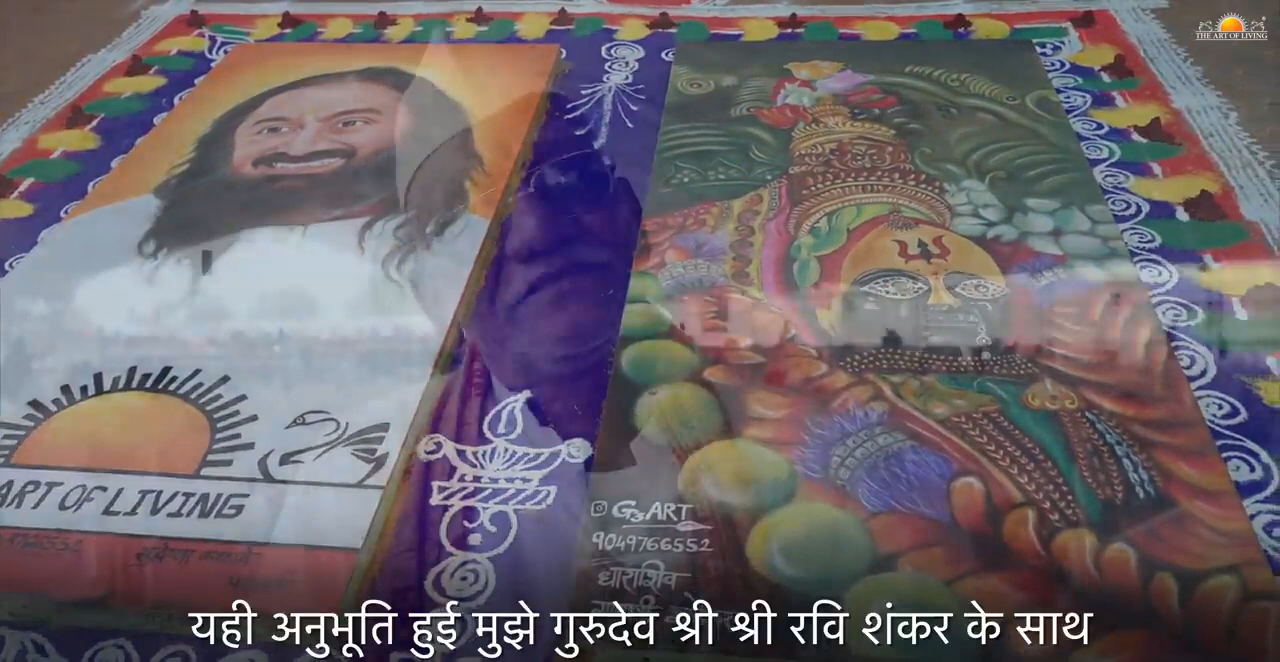 THE ART OF LIVING
ART OF LIVING
G3 ART
9049766552
धाराशिव
यही अनुभूति हुई मुझे गुरुदेव श्री श्री रवि शंकर के साथ